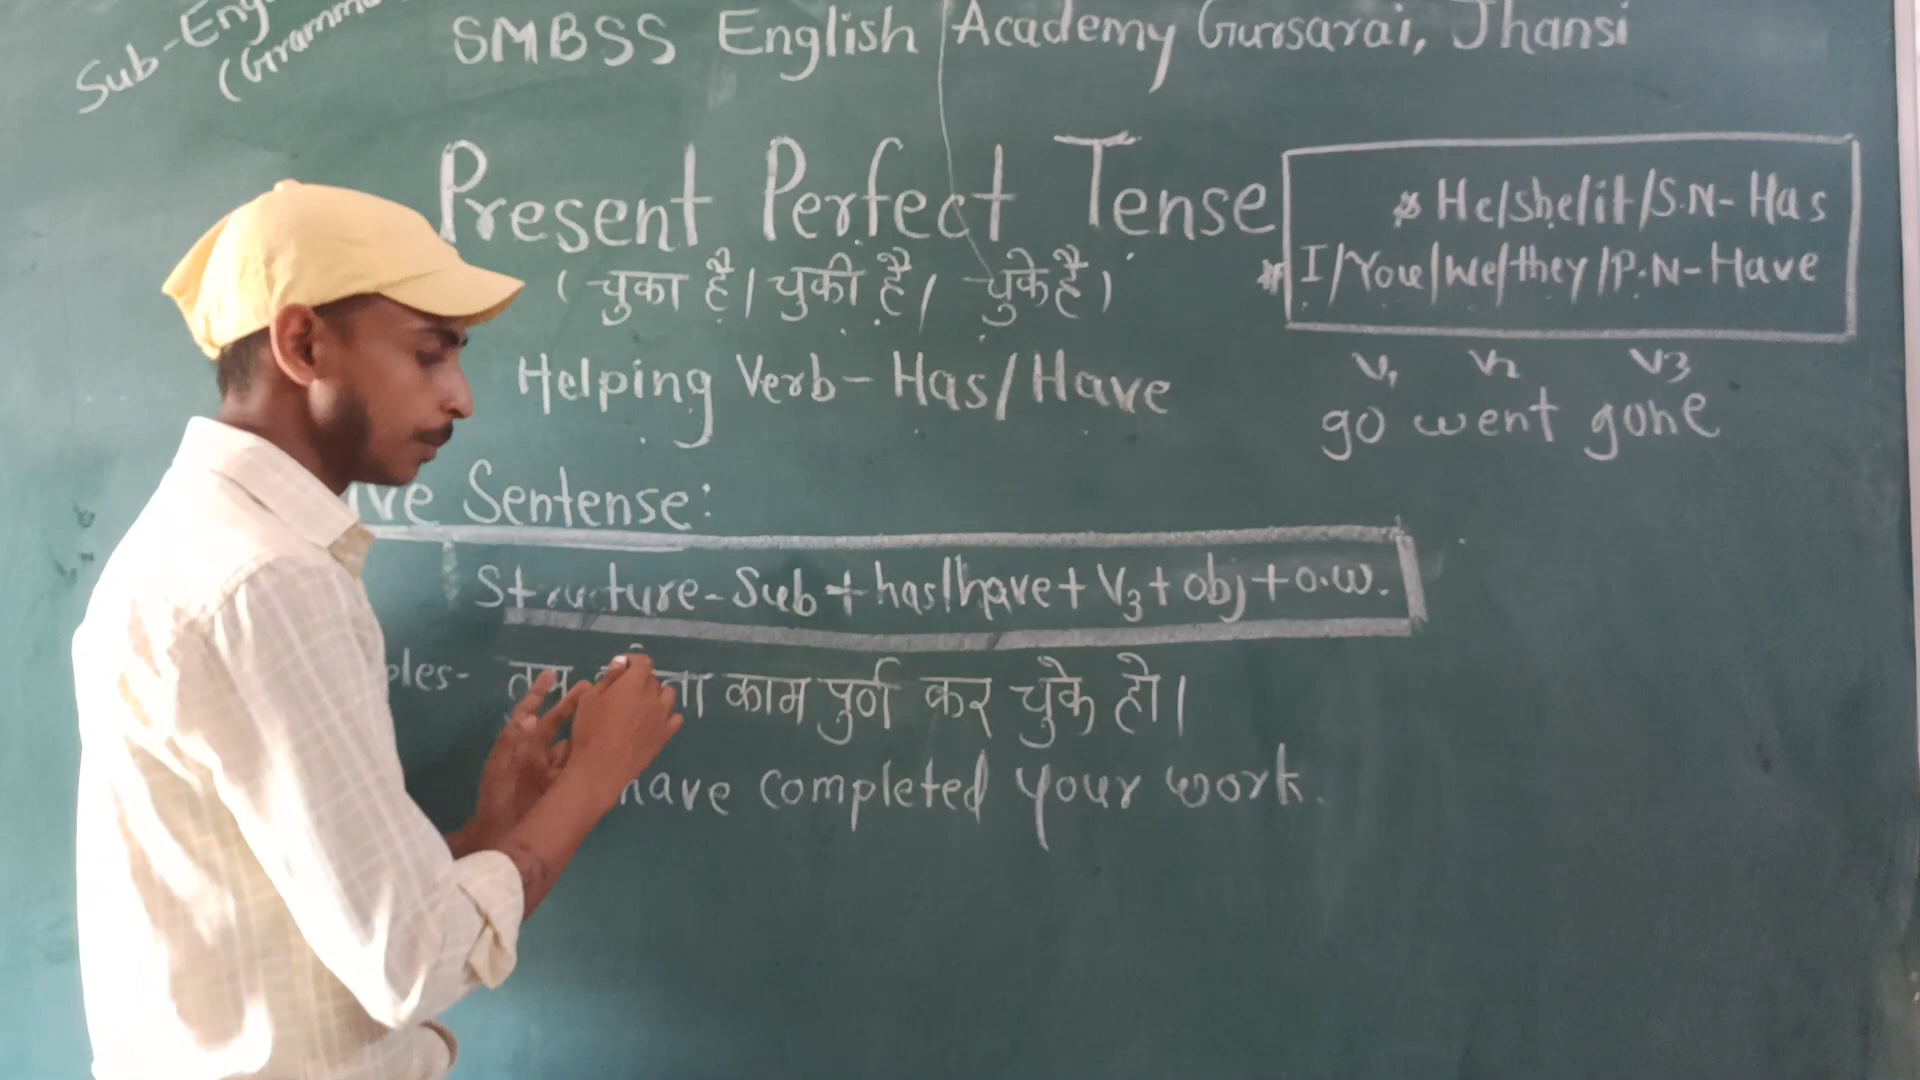 Sub-Eng
SMBSS English Academy Gursarai, Jhansi
Present Perfect Tense
(चुका है। चुकी है। चुके है।)
Helping Verb - Has/Have
He/she/it/S.N - Has
I/You/we/they/P.N - Have
V1 V2 V3
go went gone
Sentense:
Structure - Sub + has/have + V3 + obj + o.w.
काम पुर्ण कर चुके हो।
have completed your work.